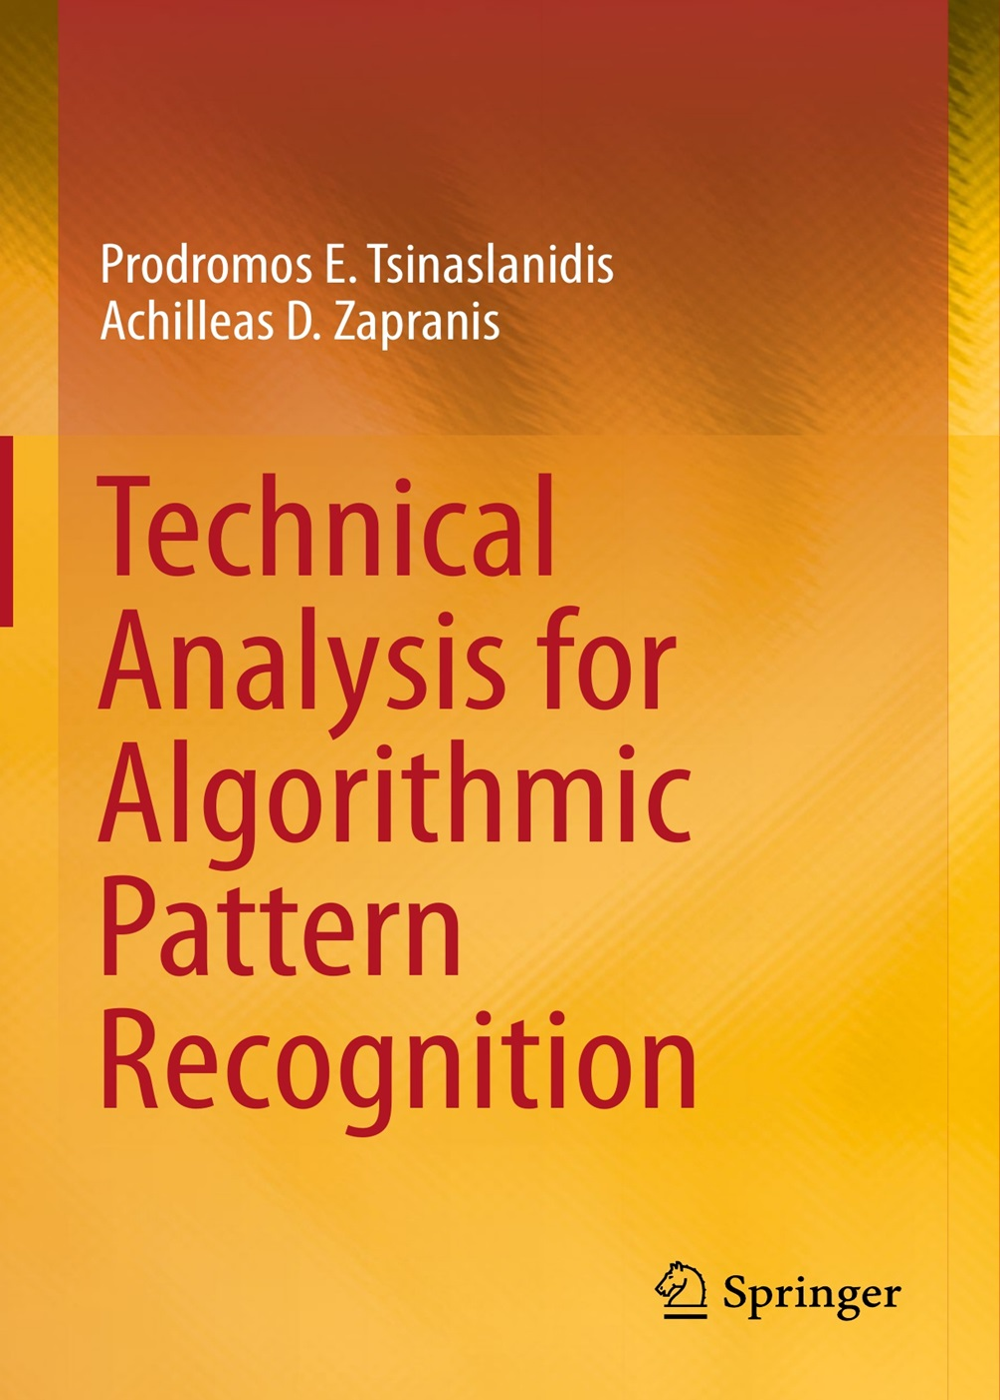 Prodromos E. Tsinaslanidis
Achilleas D. Zapranis
Technical
Analysis for
Algorithmic
Pattern
Recognition
Springer